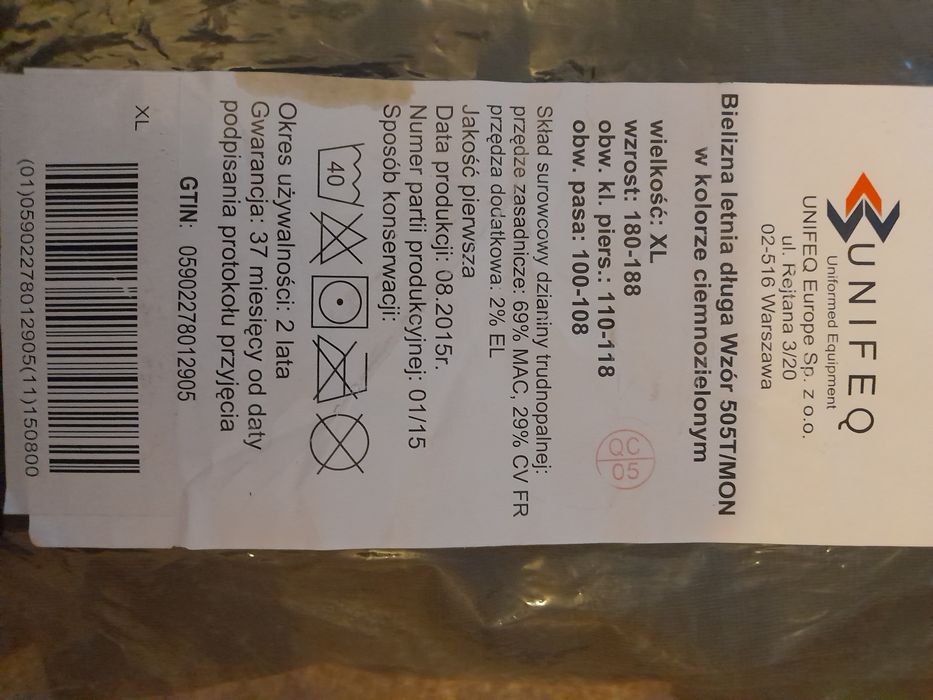 UNIFEQ
Uniformed Equipment
UNIFEQ Europe Sp. z o.o.
ul. Rejtana 3/20
02-516 Warszawa
Bielizna letnia długa Wzór 505T/MON
w kolorze ciemnozielonym
wielkość: XL
wzrost: 180-188
obw. kl. piers.: 110-118
obw. pasa: 100-108
QC
05
Skład surowcowy dzianiny trudnopalnej:
przędze zasadnicze: 69% MAC, 29% CV FR
przędza dodatkowa: 2% EL
Jakość pierwsza
Data produkcji: 08.2015r.
Numer partii produkcyjnej: 01/15
Sposób konserwacji:
40
Okres używalności: 2 lata
Gwarancja: 37 miesięcy od daty
podpisania protokołu przyjęcia
GTIN: 05902278012905
XL
(01)05902278012905(11)150800